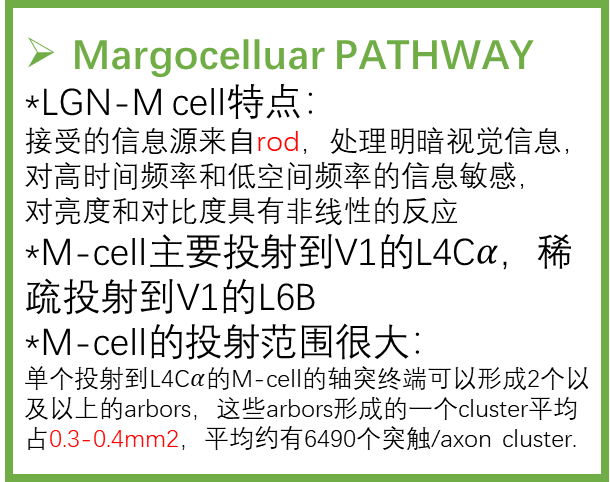 ➢ Margocelluar PATHWAY
*LGN-M cell特点：
接受的信息源来自rod，处理明暗视觉信息，
对高时间频率和低空间频率的信息敏感，
对亮度和对比度具有非线性的反应
*M-cell主要投射到V1的L4Cα，稀
疏投射到V1的L6B
*M-cell的投射范围很大：
单个投射到L4Cα的M-cell的轴突终端可以形成2个以
及以上的arbors，这些arbors形成的一个cluster平均
占0.3-0.4mm2，平均约有6490个突触/axon cluster.